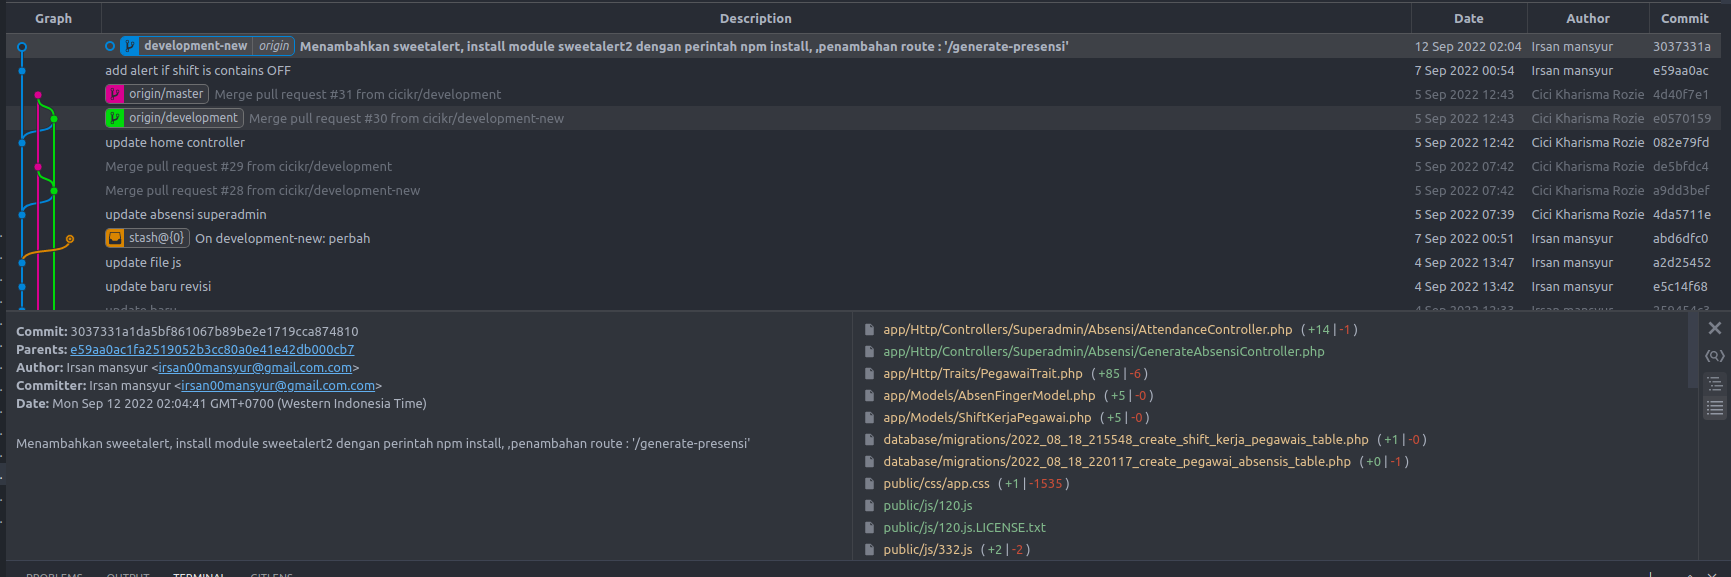 Graph Description Date Author Commit
development-new origin Menambahkan sweetalert, install module sweetalert2 dengan perintah npm install, ,penambahan route : '/generate-presensi' 12 Sep 2022 02:04 Irsan mansyur 3037331a
add alert if shift is contains OFF 7 Sep 2022 00:54 Irsan mansyur e59aa0ac
origin/master Merge pull request #31 from cicikr/development 5 Sep 2022 12:43 Cici Kharisma Rozie 4d40f7e1
origin/development Merge pull request #30 from cicikr/development-new 5 Sep 2022 12:43 Cici Kharisma Rozie e0570159
update home controller 5 Sep 2022 12:42 Cici Kharisma Rozie 082e79fd
Merge pull request #29 from cicikr/development 5 Sep 2022 07:42 Cici Kharisma Rozie de5bfdc4
Merge pull request #28 from cicikr/development-new 5 Sep 2022 07:42 Cici Kharisma Rozie a9dd3bef
update absensi superadmin 5 Sep 2022 07:39 Cici Kharisma Rozie 4da5711e
stash@{0} On development-new: perbah 7 Sep 2022 00:51 Irsan mansyur abd6dfc0
update file js 4 Sep 2022 13:47 Irsan mansyur a2d25452
update baru revisi 4 Sep 2022 13:42 Irsan mansyur e5c14f68
Commit: 3037331a1da5bf861067b89be2e1719cca874810
Parents: e59aa0ac1fa2519052b3cc80a0e41e42db000cb7
Author: Irsan mansyur <irsan00mansyur@gmail.com.com>
Committer: Irsan mansyur <irsan00mansyur@gmail.com.com>
Date: Mon Sep 12 2022 02:04:41 GMT+0700 (Western Indonesia Time)
Menambahkan sweetalert, install module sweetalert2 dengan perintah npm install, ,penambahan route : '/generate-presensi'
app/Http/Controllers/Superadmin/Absensi/AttendanceController.php (+14|-1)
app/Http/Controllers/Superadmin/Absensi/GenerateAbsensiController.php
app/Http/Traits/PegawaiTrait.php (+85|-6)
app/Models/AbsenFingerModel.php (+5|-0)
app/Models/ShiftKerjaPegawai.php (+5|-0)
database/migrations/2022_08_18_215548_create_shift_kerja_pegawais_table.php (+1|-0)
database/migrations/2022_08_18_220117_create_pegawai_absensis_table.php (+0|-1)
public/css/app.css (+1|-1535)
public/js/120.js
public/js/120.js.LICENSE.txt
public/js/332.js (+2|-2)
PROBLEMS OUTPUT TERMINAL GITLENS